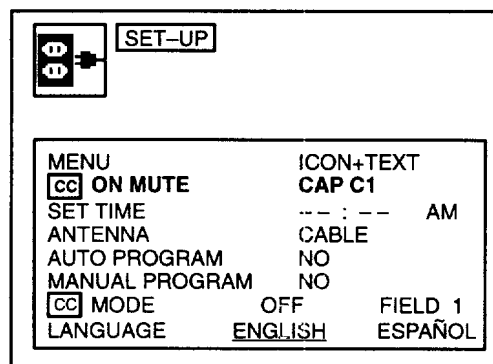 SET–UP
MENU ICON+TEXT
CC ON MUTE CAP C1
SET TIME –– : –– AM
ANTENNA CABLE
AUTO PROGRAM NO
MANUAL PROGRAM NO
CC MODE OFF FIELD 1
LANGUAGE ENGLISH ESPAÑOL